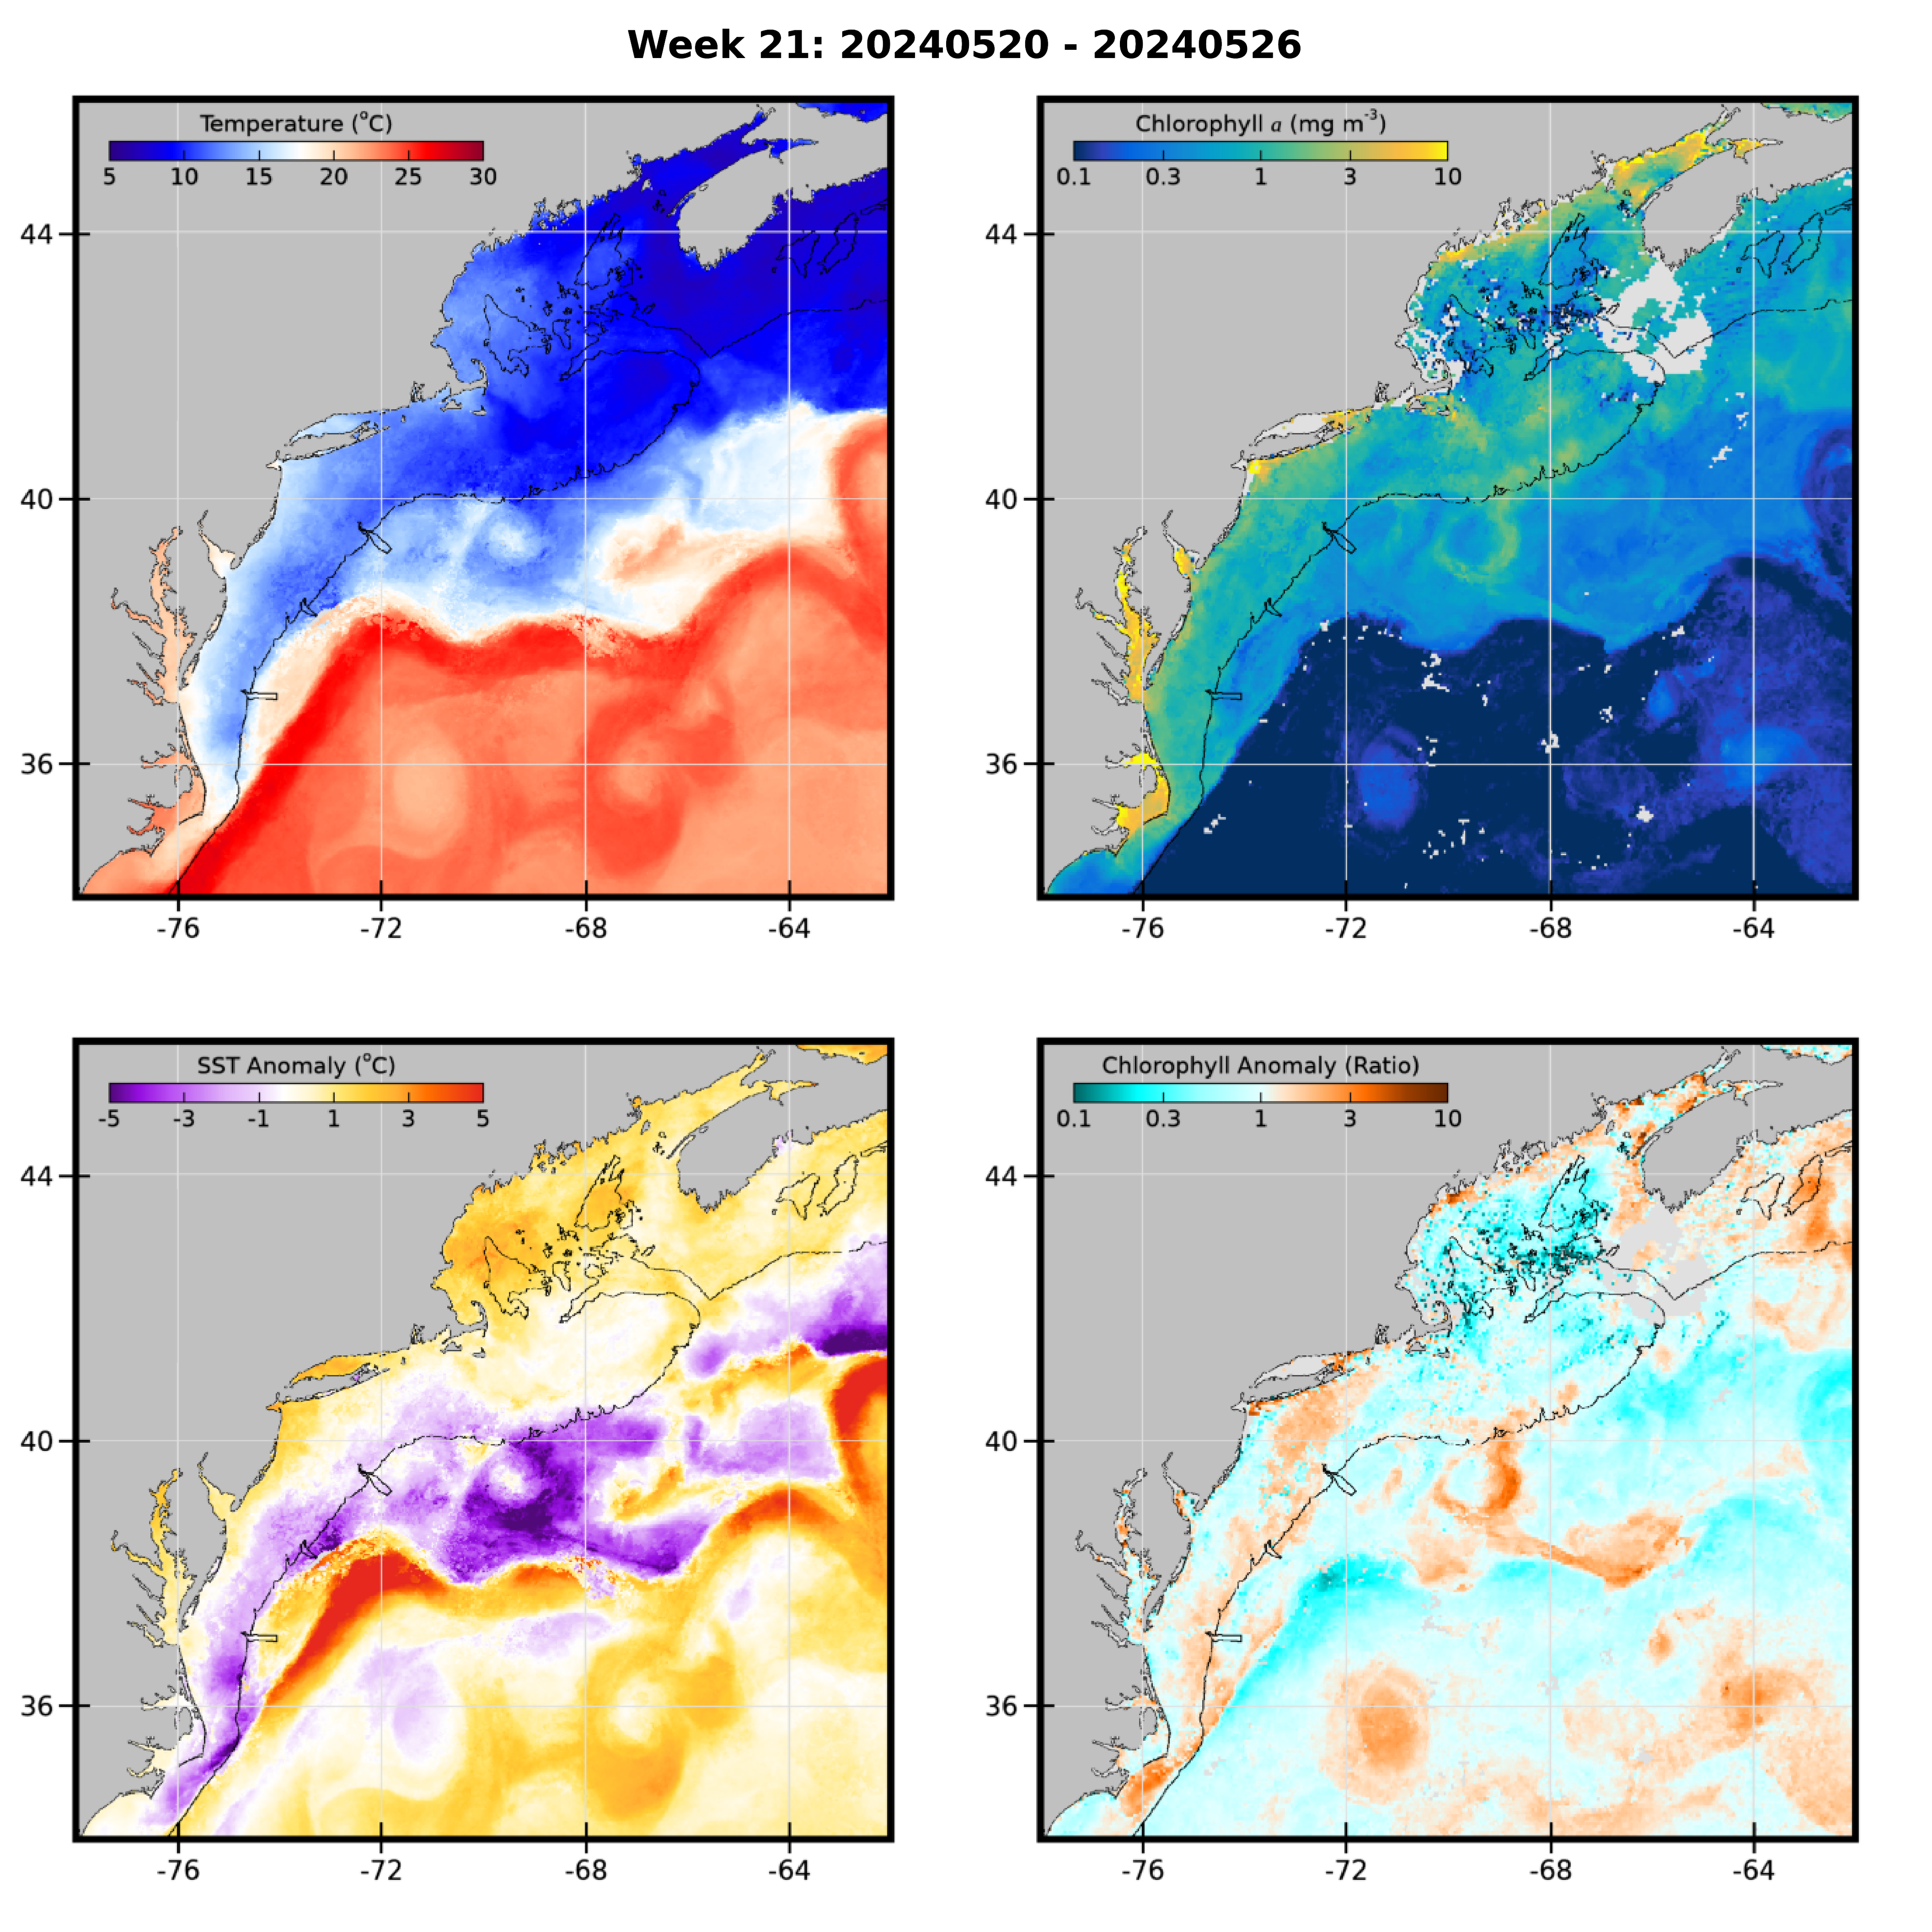 Week 21: 20240520 - 20240526
Temperature (°C)
5 10 15 20 25 30
44
40
36
-76 -72 -68 -64
Chlorophyll a (mg m⁻³)
0.1 0.3 1 3 10
44
40
36
-76 -72 -68 -64
SST Anomaly (°C)
-5 -3 -1 1 3 5
44
40
36
-76 -72 -68 -64
Chlorophyll Anomaly (Ratio)
0.1 0.3 1 3 10
44
40
36
-76 -72 -68 -64